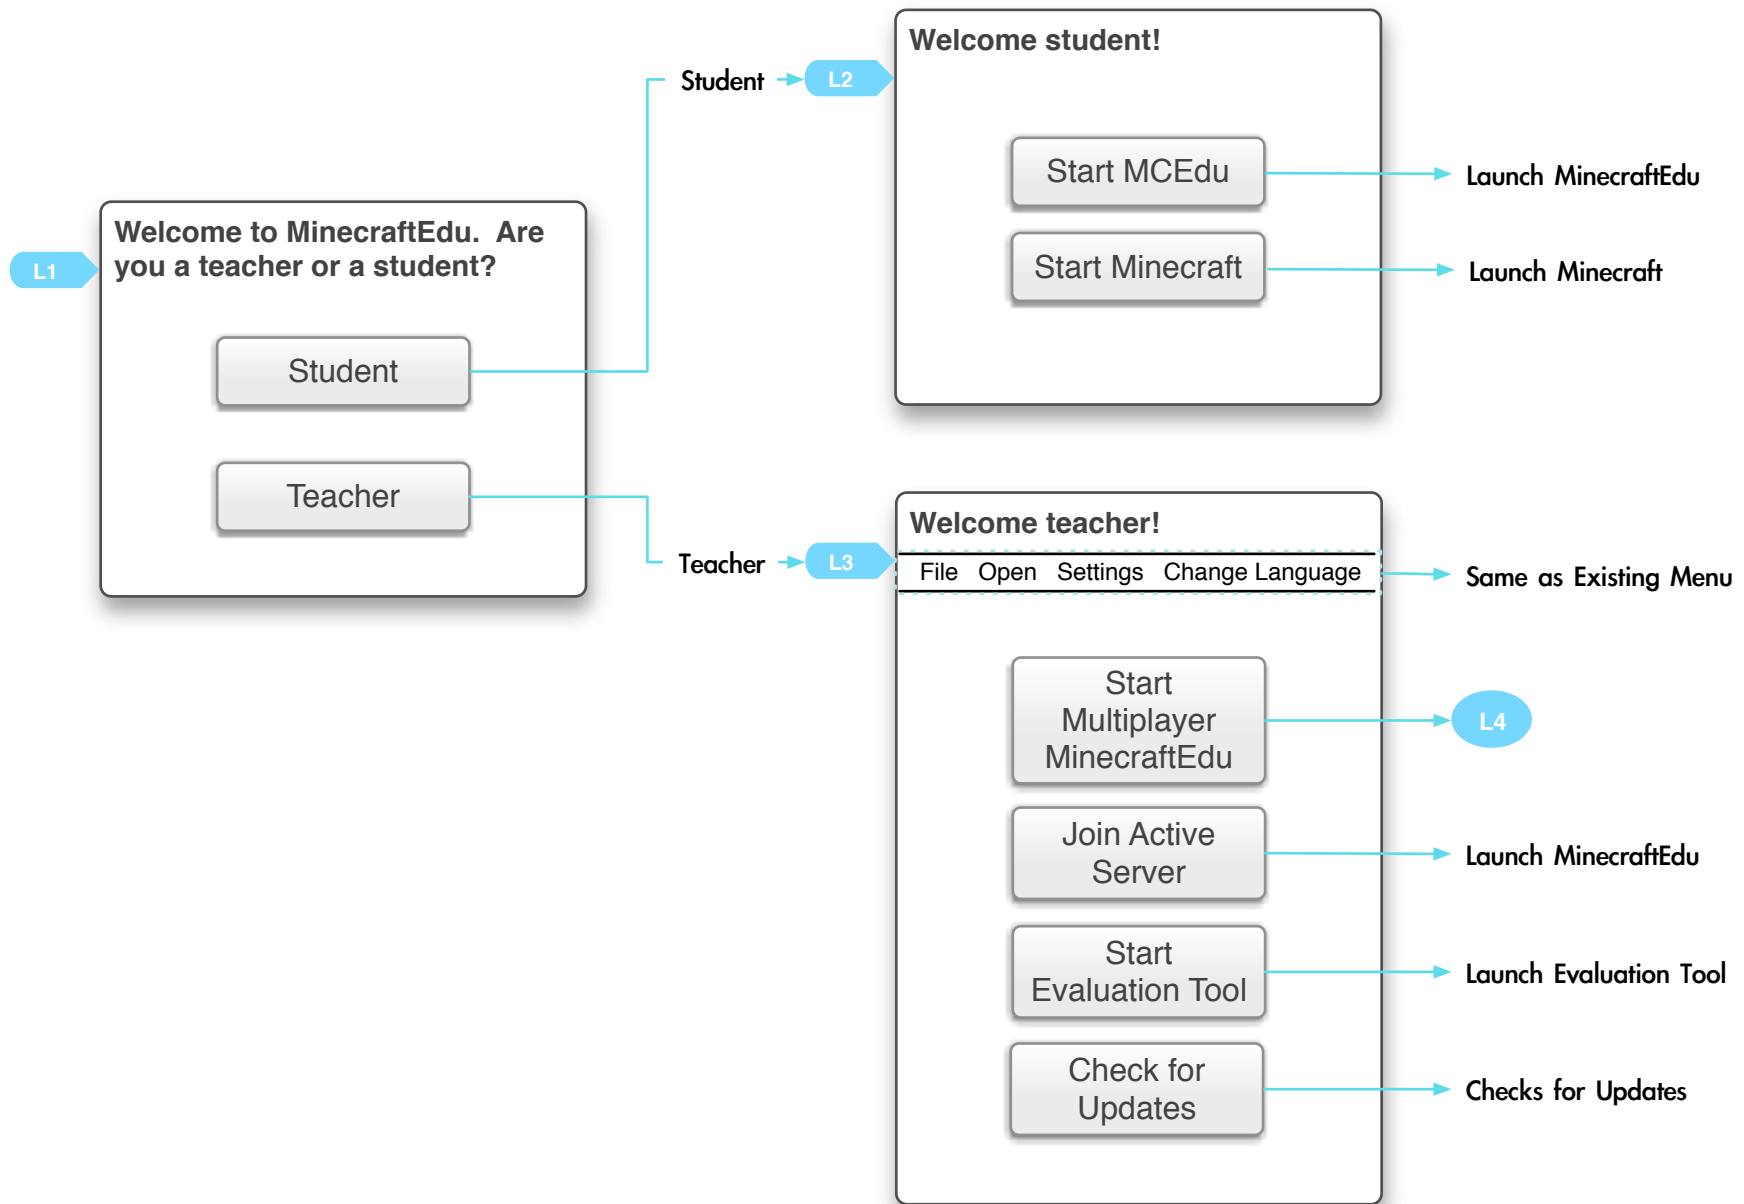 L1
Welcome to MinecraftEdu.  Are
you a teacher or a student?
Student
Teacher
Student
L2
Welcome student!
Start MCEdu
Launch MinecraftEdu
Start Minecraft
Launch Minecraft
Teacher
L3
Welcome teacher!
File   Open   Settings   Change Language
Same as Existing Menu
Start
Multiplayer
MinecraftEdu
L4
Join Active
Server
Launch MinecraftEdu
Start
Evaluation Tool
Launch Evaluation Tool
Check for
Updates
Checks for Updates